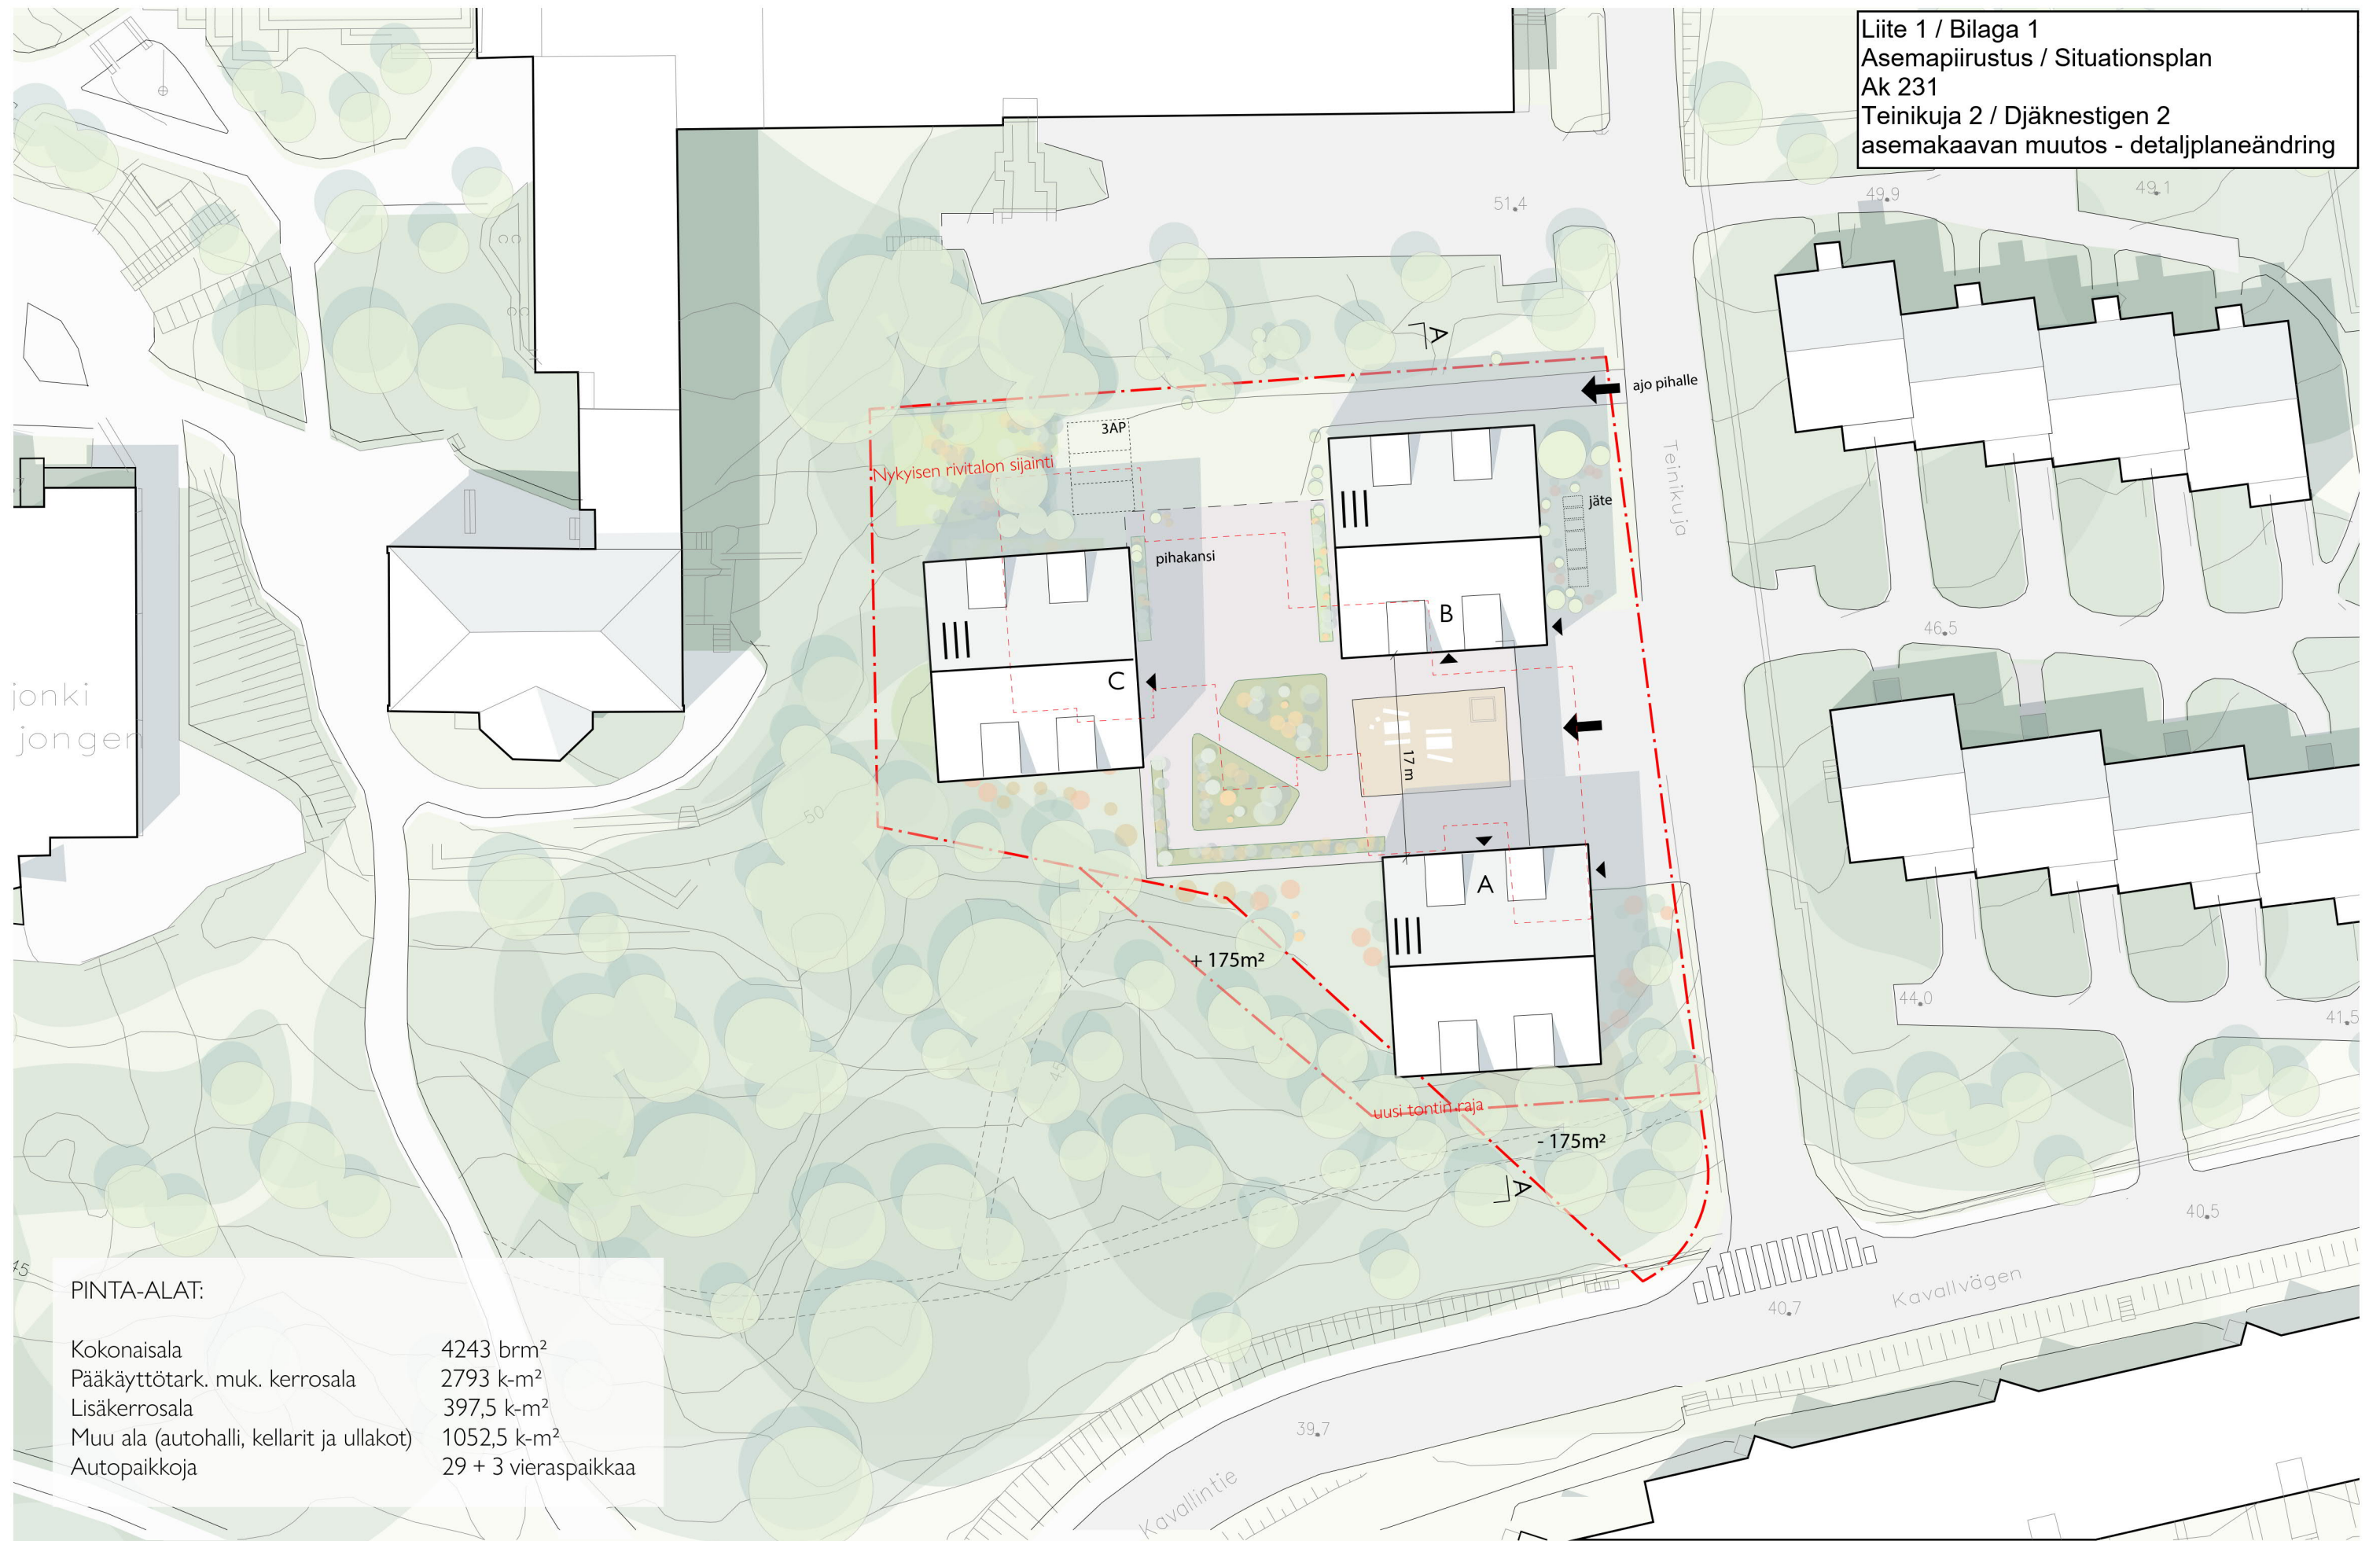 Liite 1 / Bilaga 1
Asemapiirustus / Situationsplan
Ak 231
Teinikuja 2 / Djäknestigen 2
asemakaavan muutos - detaljplaneändring
51.4
49.9
49.1
A
ajo pihalle
3AP
Nykyisen rivitalon sijainti
Teinikuja
jäte
pihakansi
B
46.5
C
jonki
jongen
17 m
50
A
+ 175m²
44.0
41.5
45
uusi tontin raja
- 175m²
A
40.5
45
Kavallvägen
40.7
39.7
Kavallintie
PINTA-ALAT:
Kokonaisala 4243 brm²
Pääkäyttötark. muk. kerrosala 2793 k-m²
Lisäkerrosala 397,5 k-m²
Muu ala (autohalli, kellarit ja ullakot) 1052,5 k-m²
Autopaikkoja 29 + 3 vieraspaikkaa